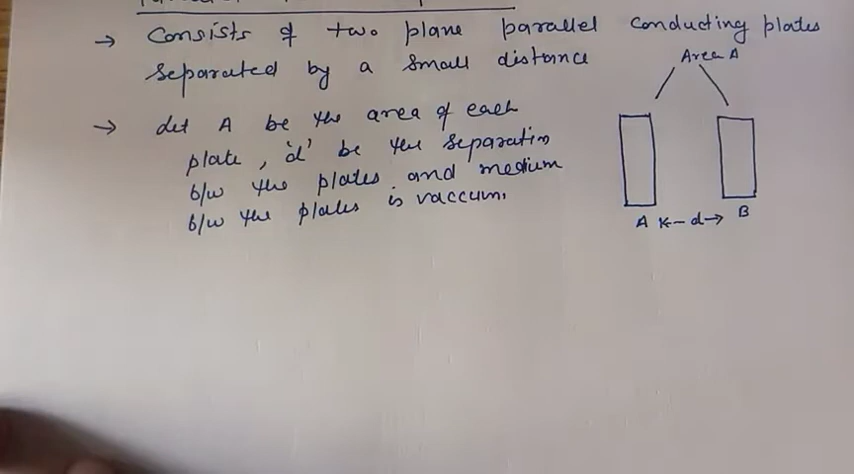 → Consists of two plane parallel conducting plates
separated by a small distance
Area A
→ Let A be the area of each
plate, 'd' be the separation
b/w the plates and medium
b/w the plates is vaccum.
A ←- d-→ B